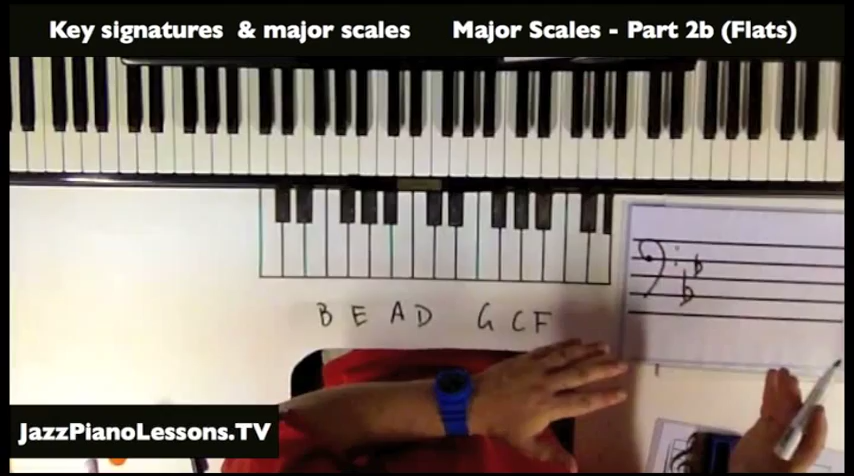 Key signatures & major scales Major Scales - Part 2b (Flats)
B E A D G C F
JazzPianoLessons.TV